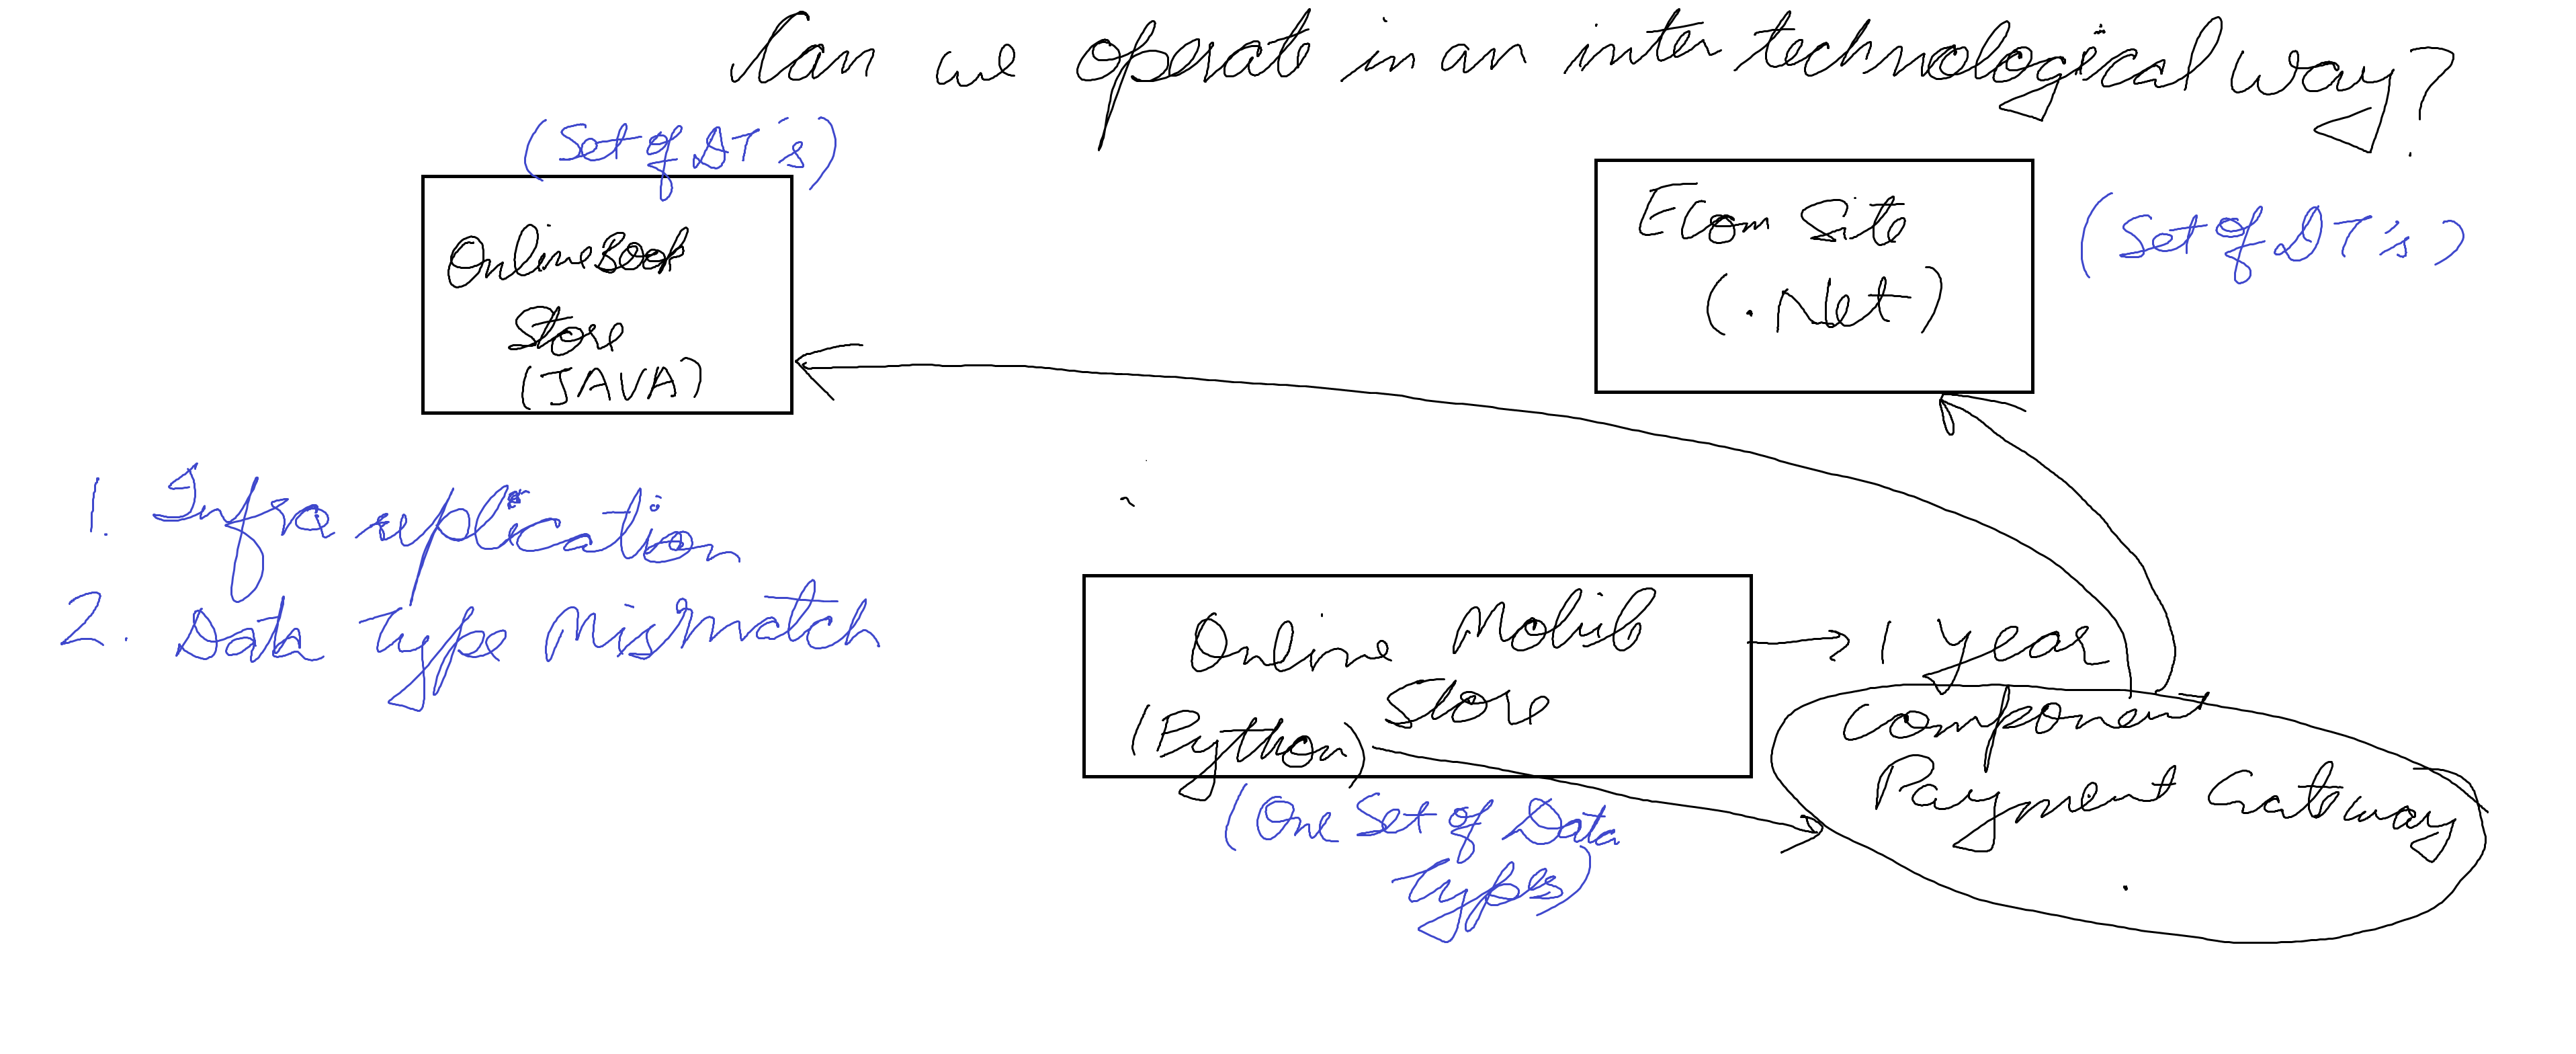 Can we operate in an inter technological way?
(Set of DT's)
Online Book
Store
(JAVA)
Ecom Site
(.Net)
(Set of DT's)
1. Infra replication
2. Data type Mismatch
Online Mobile
Store
(Python)
(One Set of Data
types)
1 year
component
Payment Gateway